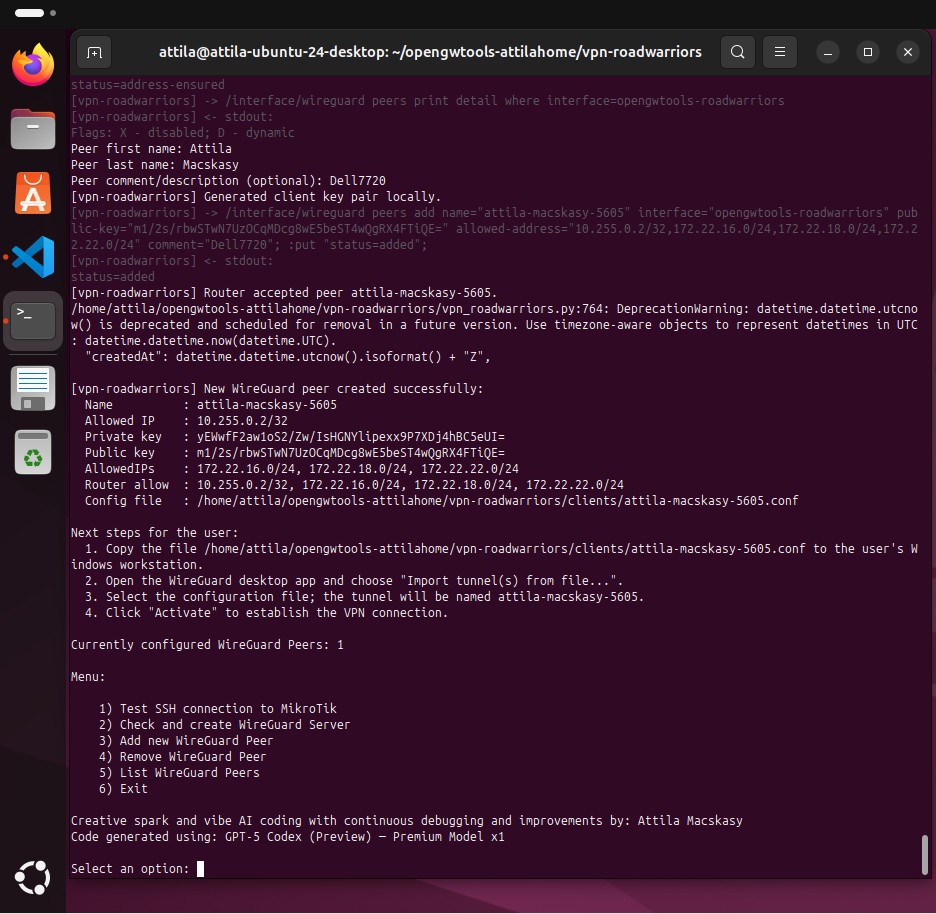 attila@attila-ubuntu-24-desktop: ~/opengwtools-attilahome/vpn-roadwarriors
status=address-ensured
[vpn-roadwarriors] -> /interface/wireguard peers print detail where interface=opengwtools-roadwarriors
[vpn-roadwarriors] <- stdout:
Flags: X - disabled; D - dynamic
Peer first name: Attila
Peer last name: Macskasy
Peer comment/description (optional): Dell7720
[vpn-roadwarriors] Generated client key pair locally.
[vpn-roadwarriors] -> /interface/wireguard peers add name="attila-macskasy-5605" interface="opengwtools-roadwarriors" pub
lic-key="m1/2s/rbwSTwN7UzOCqMDcg8wE5beST4wQgRX4FTiQE=" allowed-address="10.255.0.2/32,172.22.16.0/24,172.22.18.0/24,172.2
2.22.0/24" comment="Dell7720"; :put "status=added";
[vpn-roadwarriors] <- stdout:
status=added
[vpn-roadwarriors] Router accepted peer attila-macskasy-5605.
/home/attila/opengwtools-attilahome/vpn-roadwarriors/vpn_roadwarriors.py:764: DeprecationWarning: datetime.datetime.utcno
w() is deprecated and scheduled for removal in a future version. Use timezone-aware objects to represent datetimes in UTC
: datetime.datetime.now(datetime.UTC).
"createdAt": datetime.datetime.utcnow().isoformat() + "Z",
[vpn-roadwarriors] New WireGuard peer created successfully:
Name : attila-macskasy-5605
Allowed IP : 10.255.0.2/32
Private key : yEWwfF2aw1oS2/Zw/IsHGNYlipexx9P7XDj4hBC5eUI=
Public key : m1/2s/rbwSTwN7UzOCqMDcg8wE5beST4wQgRX4FTiQE=
AllowedIPs : 172.22.16.0/24, 172.22.18.0/24, 172.22.22.0/24
Router allow : 10.255.0.2/32, 172.22.16.0/24, 172.22.18.0/24, 172.22.22.0/24
Config file : /home/attila/opengwtools-attilahome/vpn-roadwarriors/clients/attila-macskasy-5605.conf
Next steps for the user:
1. Copy the file /home/attila/opengwtools-attilahome/vpn-roadwarriors/clients/attila-macskasy-5605.conf to the user's W
indows workstation.
2. Open the WireGuard desktop app and choose "Import tunnel(s) from file...".
3. Select the configuration file; the tunnel will be named attila-macskasy-5605.
4. Click "Activate" to establish the VPN connection.
Currently configured WireGuard Peers: 1
Menu:
1) Test SSH connection to MikroTik
2) Check and create WireGuard Server
3) Add new WireGuard Peer
4) Remove WireGuard Peer
5) List WireGuard Peers
6) Exit
Creative spark and vibe AI coding with continuous debugging and improvements by: Attila Macskasy
Code generated using: GPT-5 Codex (Preview) — Premium Model x1
Select an option: